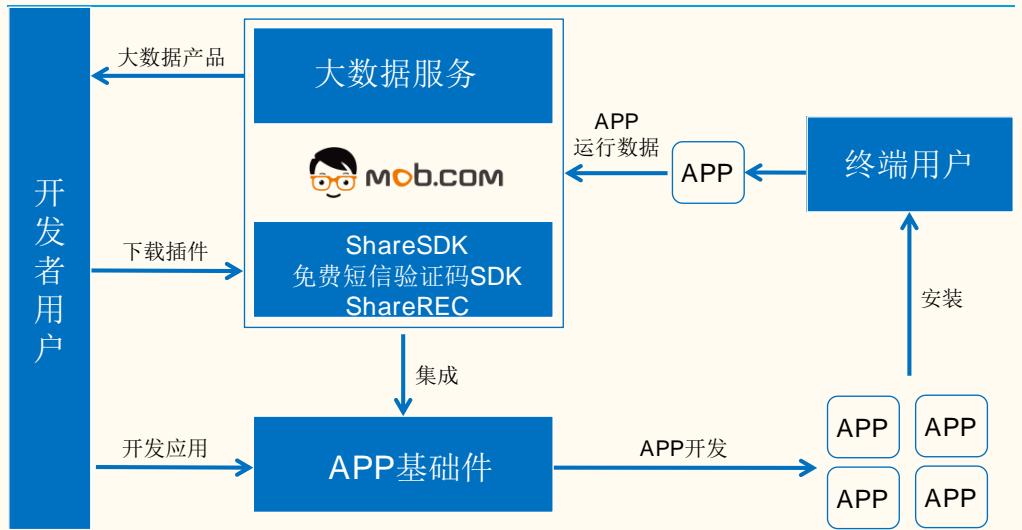 开
发
者
用
户
大数据产品
大数据服务
APP
运行数据
APP
终端用户
mob.com
下载插件
ShareSDK
免费短信验证码SDK
ShareREC
安装
集成
开发应用
APP基础件
APP开发
APP
APP
APP
APP